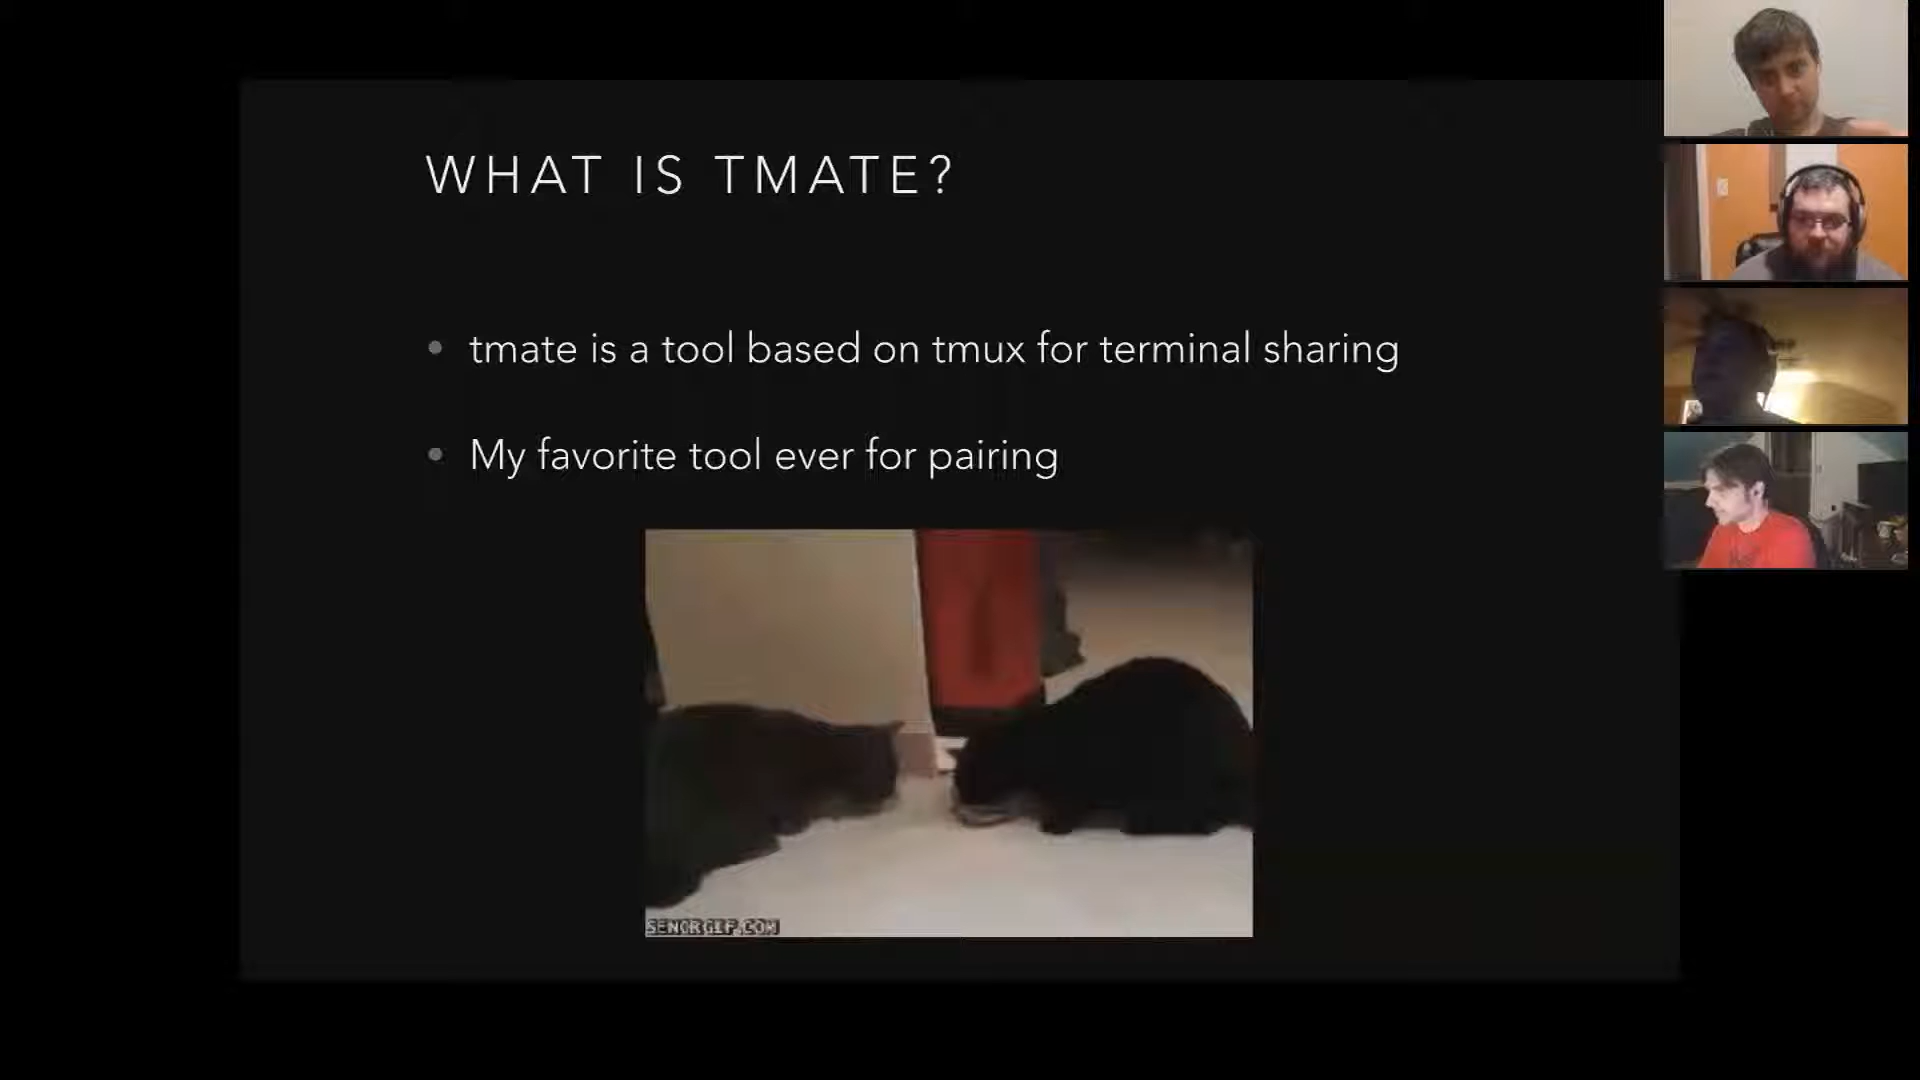 WHAT IS TMATE?
• tmate is a tool based on tmux for terminal sharing
• My favorite tool ever for pairing
SENORGIF.COM